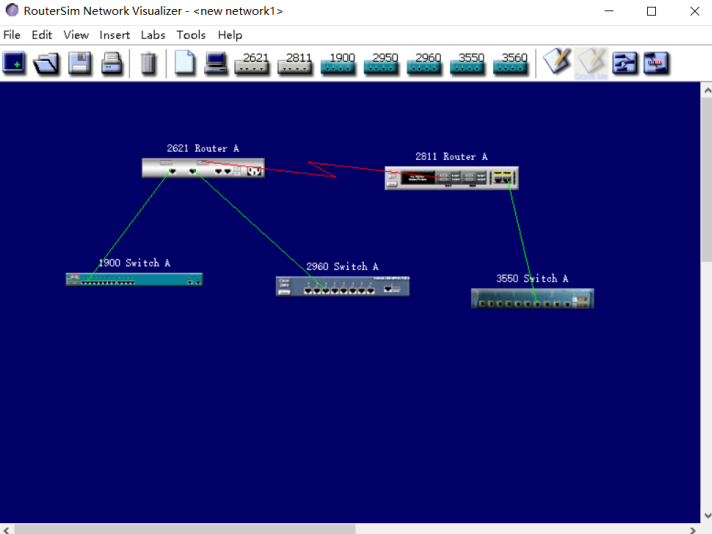 RouterSim Network Visualizer - <new network1>
File Edit View Insert Labs Tools Help
2621 2811 1900 2950 2960 3550 3560
2621 Router A
2811 Router A
1900 Switch A
2960 Switch A
3550 Switch A